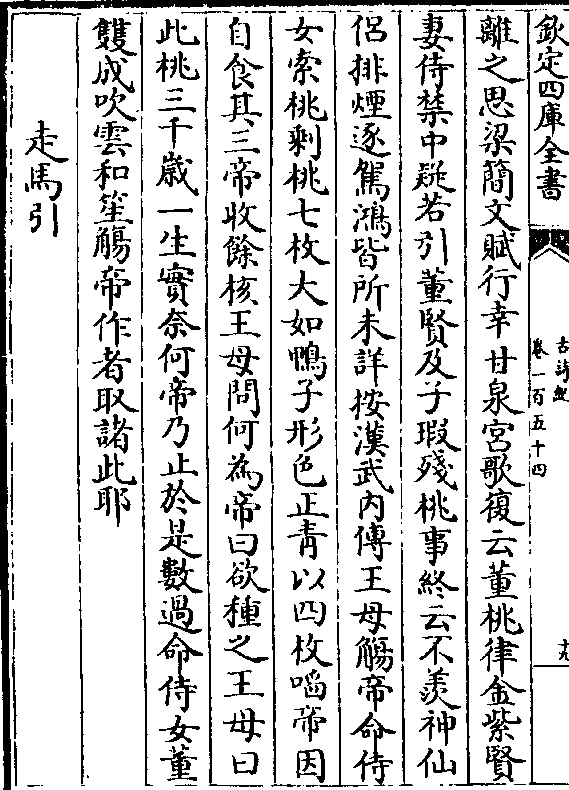 欽定四庫全書
古詩紀
卷一百五十四
離之思梁簡文賦行幸甘泉宮歌復云董桃律金紫賢
妻侍禁中疑若引董賢及子瑕殘桃事終云不羨神仙
侶排煙逐駕鴻皆所未詳按漢武内傳王母觴帝命侍
女索桃剩桃七枚大如鴨子形色正青以四枚啗帝因
自食其三帝收餘核王母問何為帝曰欲種之王母曰
此桃三千歲一生實奈何帝乃止於是數過命侍女董
雙成吹雲和笙觴帝作者取諸此耶
走馬引